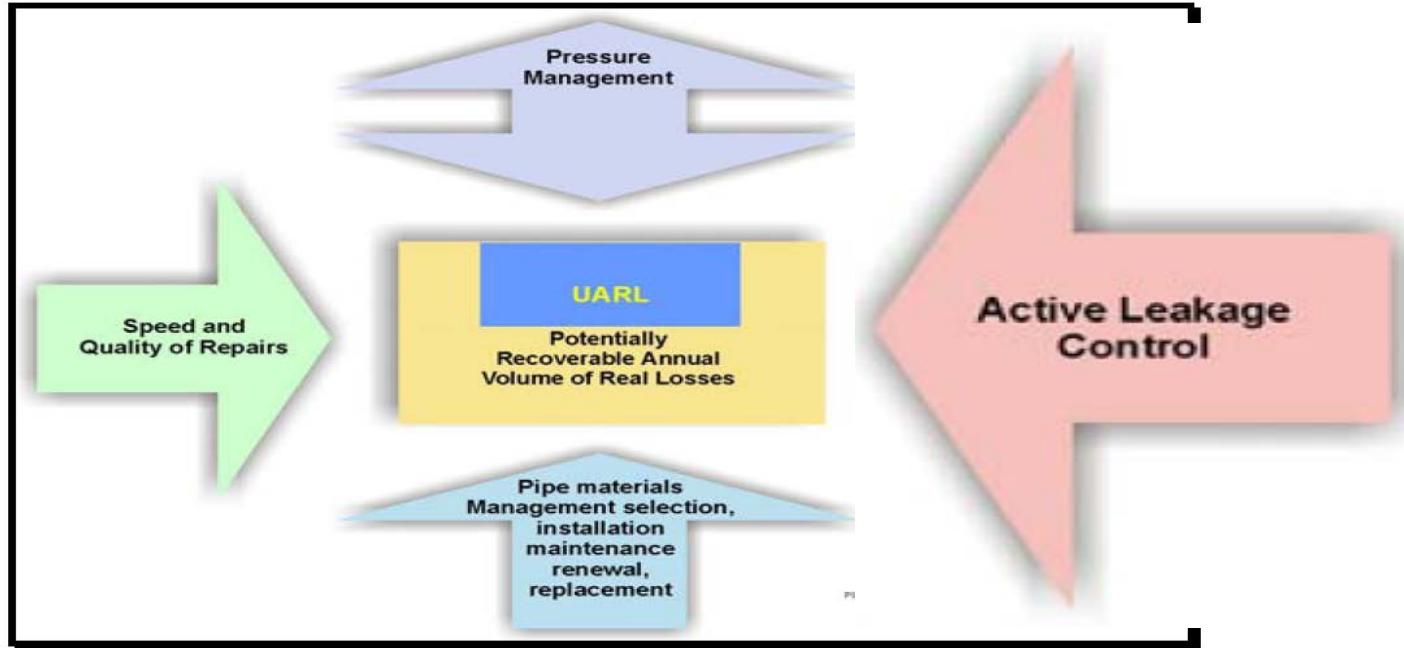 Pressure
Management
Speed and
Quality of Repairs
UARL
Potentially
Recoverable Annual
Volume of Real Losses
Active Leakage
Control
Pipe materials
Management selection,
installation
maintenance
renewal,
replacement